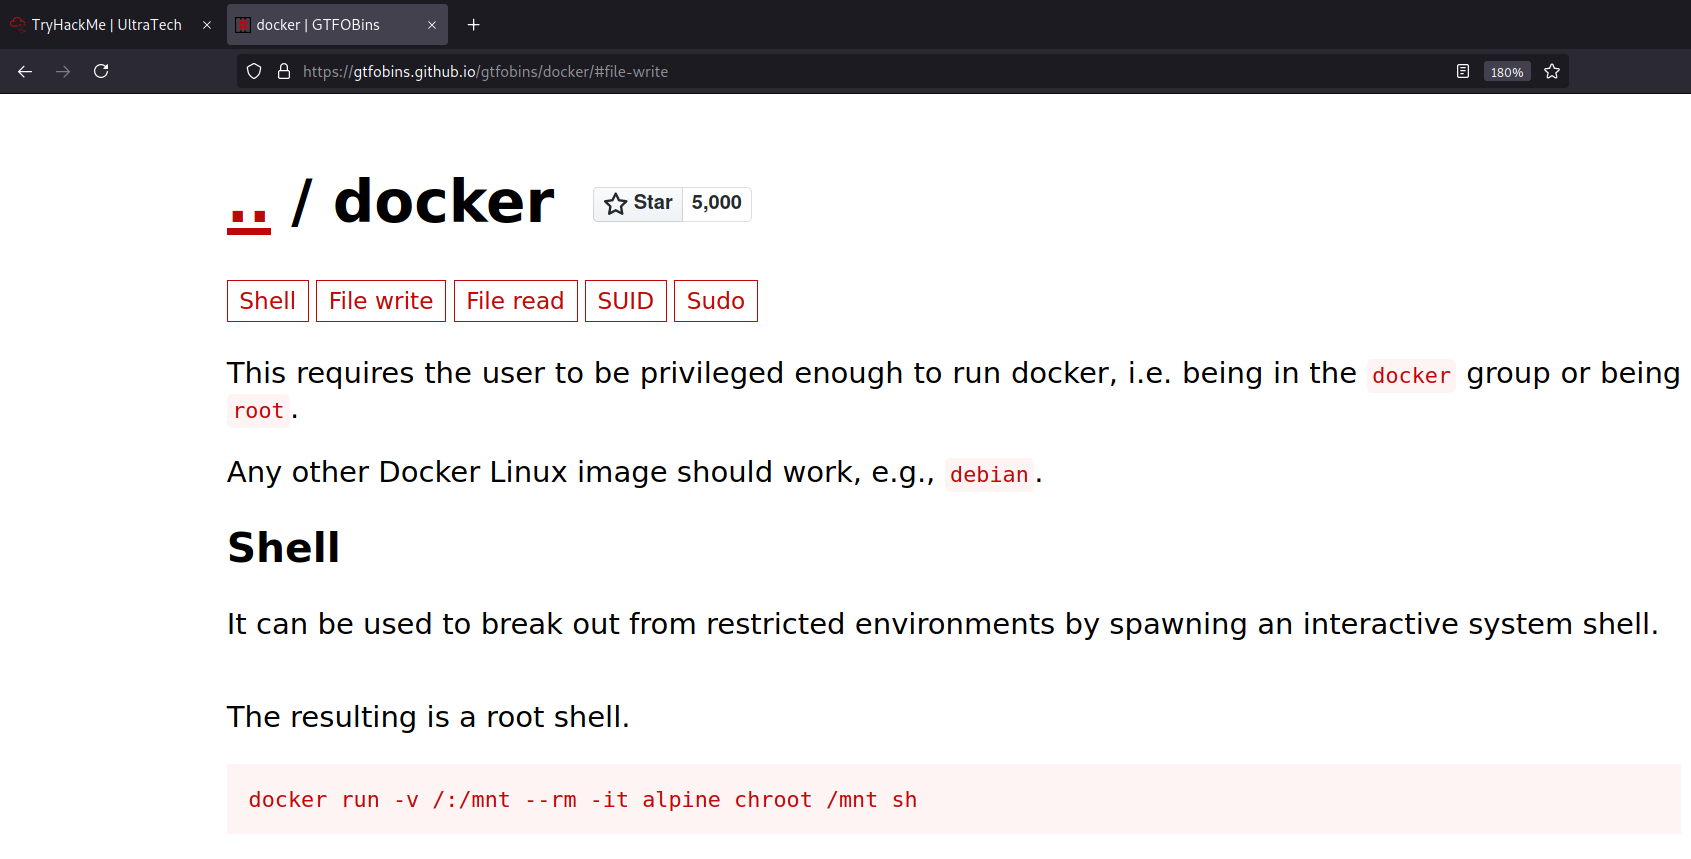 TryHackMe | UltraTech
docker | GTFOBins
https://gtfobins.github.io/gtfobins/docker/#file-write
180%
.. / docker
Star 5,000
Shell File write File read SUID Sudo
This requires the user to be privileged enough to run docker, i.e. being in the docker group or being
root.
Any other Docker Linux image should work, e.g., debian.
Shell
It can be used to break out from restricted environments by spawning an interactive system shell.
The resulting is a root shell.
docker run -v /:/mnt --rm -it alpine chroot /mnt sh